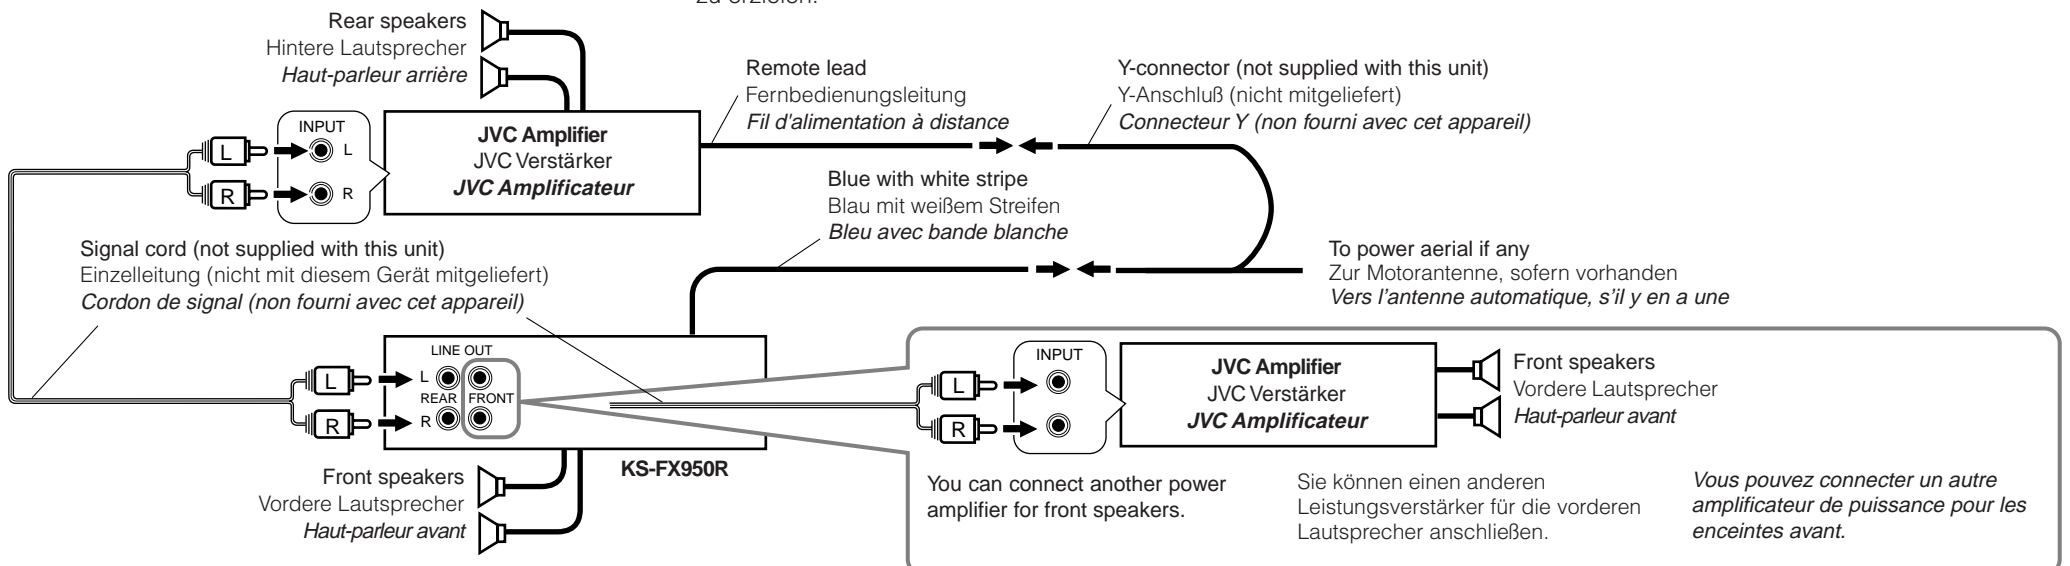 zu erzielen.
Rear speakers
Hintere Lautsprecher
Haut-parleur arrière
Remote lead
Fernbedienungsleitung
Fil d'alimentation à distance
Y-connector (not supplied with this unit)
Y-Anschluß (nicht mitgeliefert)
Connecteur Y (non fourni avec cet appareil)
INPUT
L
L
R
R
JVC Amplifier
JVC Verstärker
JVC Amplificateur
Blue with white stripe
Blau mit weißem Streifen
Bleu avec bande blanche
Signal cord (not supplied with this unit)
Einzelleitung (nicht mit diesem Gerät mitgeliefert)
Cordon de signal (non fourni avec cet appareil)
To power aerial if any
Zur Motorantenne, sofern vorhanden
Vers l'antenne automatique, s'il y en a une
LINE OUT
L
L
REAR
FRONT
R
R
KS-FX950R
Front speakers
Vordere Lautsprecher
Haut-parleur avant
INPUT
L
R
JVC Amplifier
JVC Verstärker
JVC Amplificateur
Front speakers
Vordere Lautsprecher
Haut-parleur avant
You can connect another power
amplifier for front speakers.
Sie können einen anderen
Leistungsverstärker für die vorderen
Lautsprecher anschließen.
Vous pouvez connecter un autre
amplificateur de puissance pour les
enceintes avant.